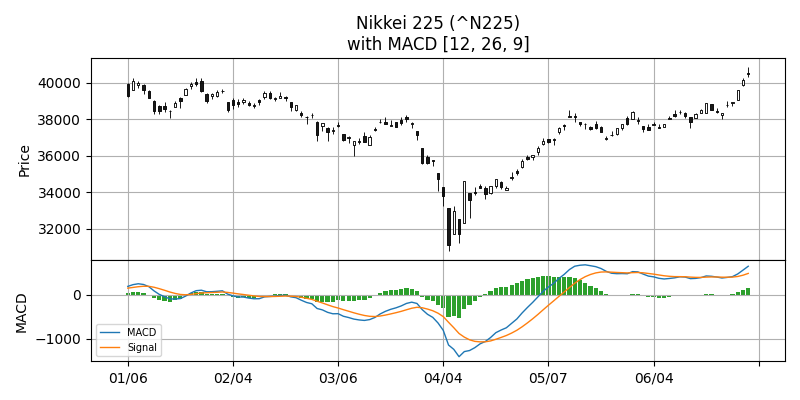 Nikkei 225 (^N225)
with MACD [12, 26, 9]
40000
38000
36000
34000
32000
Price
0
−1000
MACD
MACD
Signal
01/06 02/04 03/06 04/04 05/07 06/04